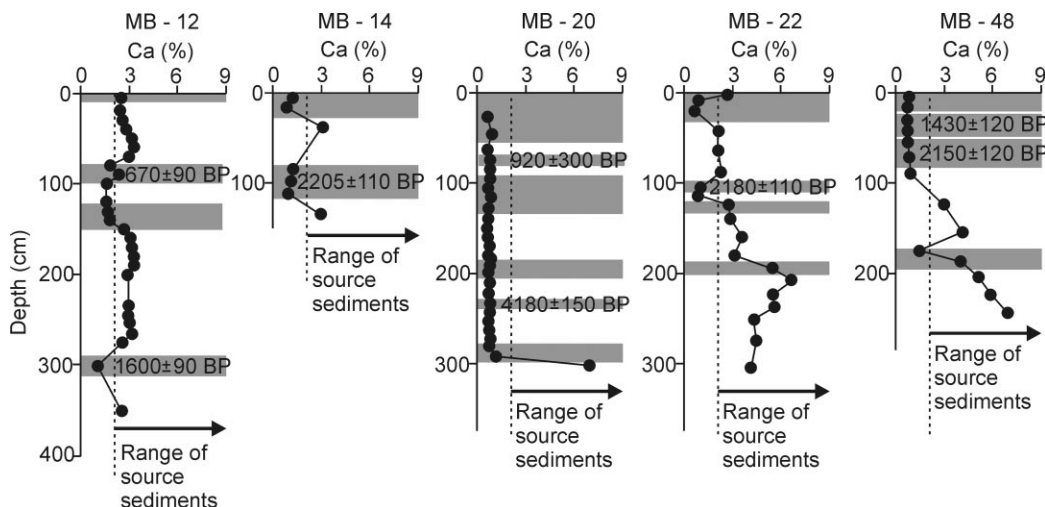 MB - 12
Ca (%)
0 3 6 9
0
100
200
300
400
Depth (cm)
670±90 BP
1600±90 BP
Range of
source
sediments
MB - 14
Ca (%)
0 3 6 9
0
100
2205±110 BP
Range of
source
sediments
MB - 20
Ca (%)
0 3 6 9
0
100
200
300
920±300 BP
4180±150 BP
Range of
source
sediments
MB - 22
Ca (%)
0 3 6 9
0
100
200
300
2180±110 BP
Range of
source
sediments
MB - 48
Ca (%)
0 3 6 9
0
100
200
300
1430±120 BP
2150±120 BP
Range of
source
sediments